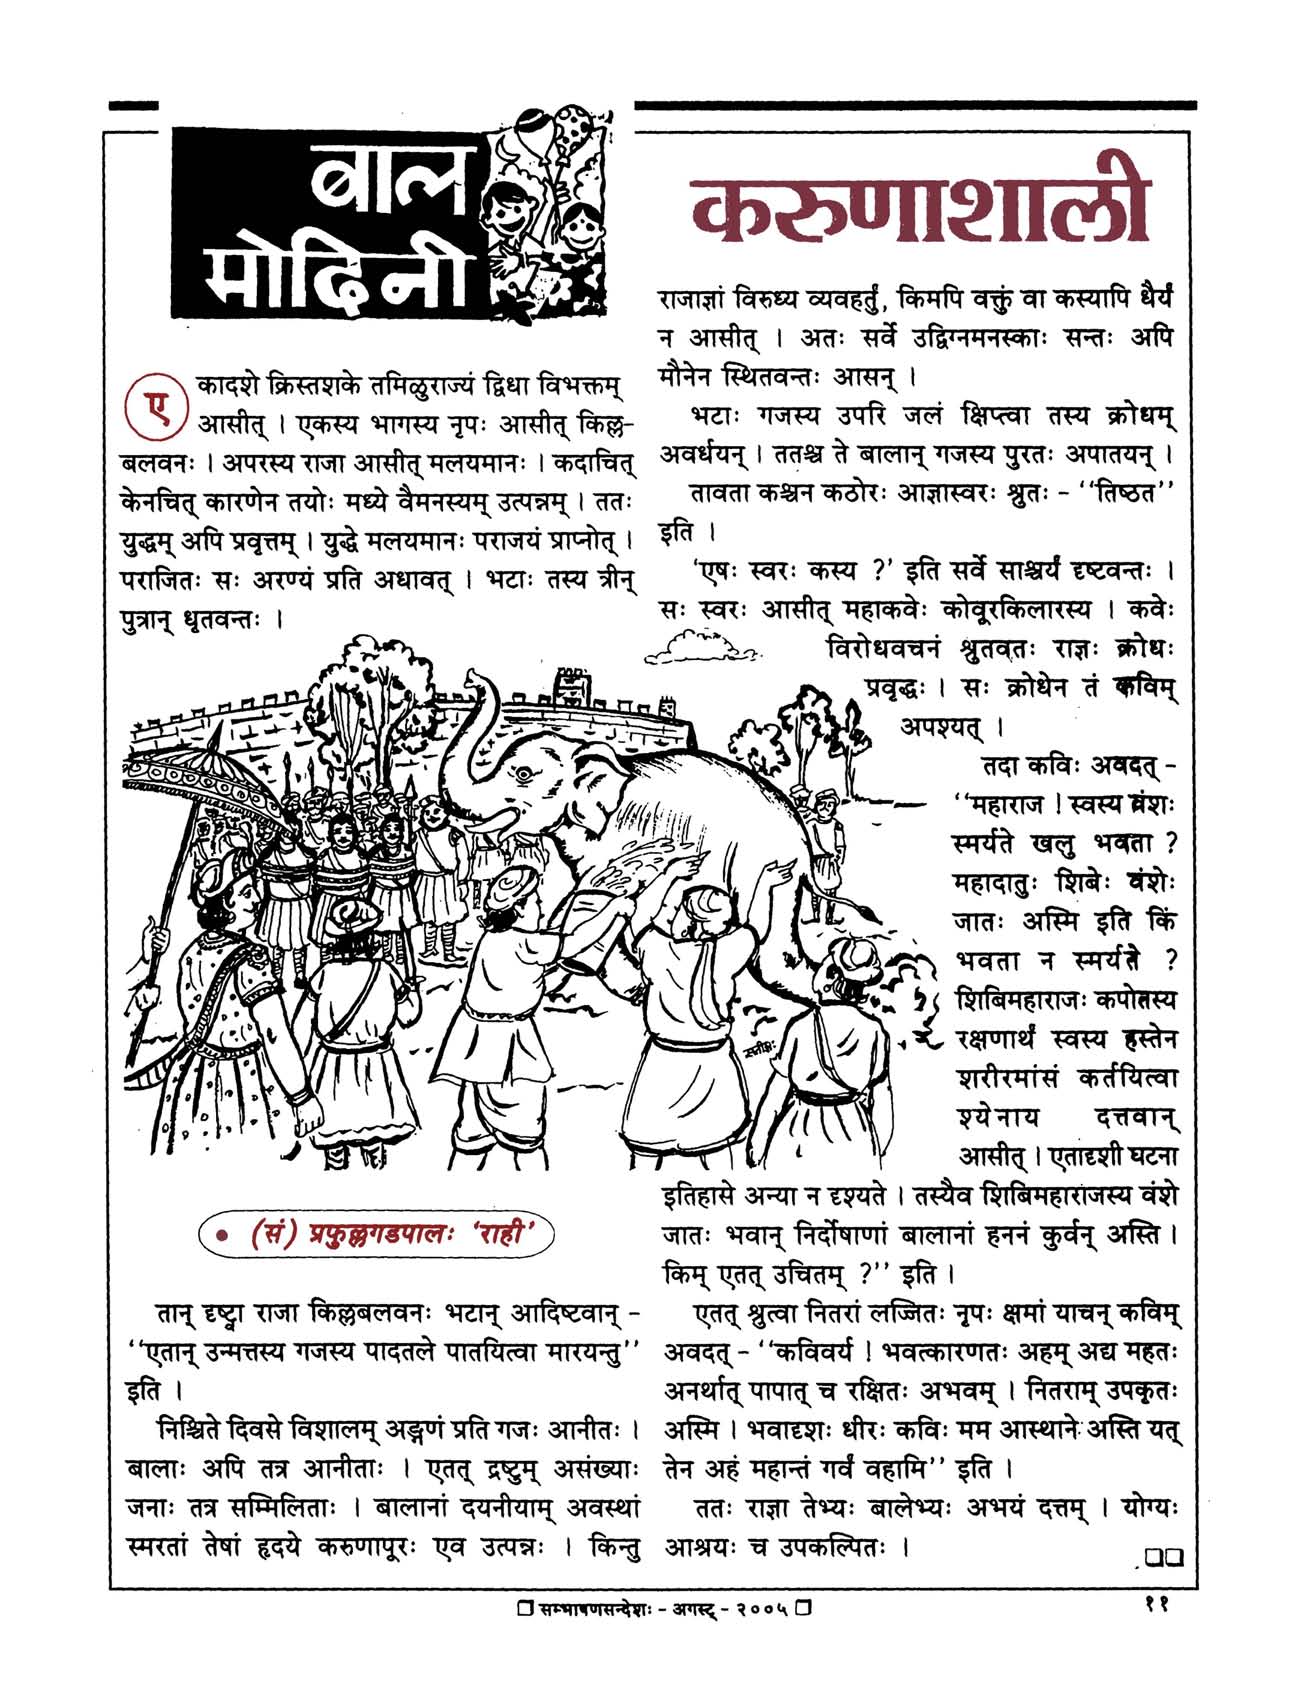 बाल
मोदिनी
करुणाशाली
एकादशे क्रिस्तशके तमिळुराज्यं द्विधा विभक्तम्
आसीत् । एकस्य भागस्य नृपः आसीत् किल्ल-
बलवनः । अपरस्य राजा आसीत् मलयमानः । कदाचित्
केनचित् कारणेन तयोः मध्ये वैमनस्यम् उत्पन्नम् । ततः
युद्धम् अपि प्रवृत्तम् । युद्धे मलयमानः पराजयं प्राप्नोत् ।
पराजितः सः अरण्यं प्रति अधावत् । भटाः तस्य त्रीन्
पुत्रान् धृतवन्तः ।
• (सं) प्रफुल्लगडपालः ‘राही’
तान् दृष्ट्वा राजा किल्लबलवनः भटान् आदिष्टवान् -
‘‘एतान् उन्मत्तस्य गजस्य पादतले पातयित्वा मारयन्तु’’
इति ।
निश्चिते दिवसे विशालम् अङ्गणं प्रति गजः आनीतः ।
बालाः अपि तत्र आनीताः । एतत् द्रष्टुम् असंख्याः
जनाः तत्र सम्मिलिताः । बालानां दयनीयाम् अवस्थां
स्मरतां तेषां हृदये करुणापूरः एव उत्पन्नः । किन्तु
राजाज्ञां विरुध्य व्यवहर्तुं, किमपि वक्तुं वा कस्यापि धैर्यं
न आसीत् । अतः सर्वे उद्विग्नमनस्काः सन्तः अपि
मौनेन स्थितवन्तः आसन् ।
भटाः गजस्य उपरि जलं क्षिप्त्वा तस्य क्रोधम्
अवर्धयन् । ततश्च ते बालान् गजस्य पुरतः अपातयन् ।
तावता कश्चन कठोरः आज्ञास्वरः श्रुतः - ‘‘तिष्ठत’’
इति ।
‘एषः स्वरः कस्य ?’ इति सर्वे साश्चर्यं दृष्टवन्तः ।
सः स्वरः आसीत् महाकवेः कोवूरकिलारस्य । कवेः
विरोधवचनं श्रुतवतः राज्ञः क्रोधः
प्रवृद्धः । सः क्रोधेन तं कविम्
अपश्यत् ।
तदा कविः अवदत् -
‘‘महाराज ! स्वस्य वंशः
स्मर्यते खलु भवता ?
महादातुः शिबेः वंशेः
जातः अस्मि इति किं
भवता न स्मर्यते ?
शिबिमहाराजः कपोतस्य
रक्षणार्थं स्वस्य हस्तेन
शरीरमांसं कर्तयित्वा
श्येनाय दत्तवान्
आसीत् । एतादृशी घटना
इतिहासे अन्या न दृश्यते । तस्यैव शिबिमहाराजस्य वंशे
जातः भवान् निर्दोषाणां बालानां हननं कुर्वन् अस्ति ।
किम् एतत् उचितम् ?’’ इति ।
एतत् श्रुत्वा नितरां लज्जितः नृपः क्षमां याचन् कविम्
अवदत् - ‘‘कविवर्य ! भवत्कारणतः अहम् अद्य महतः
अनर्थात् पापात् च रक्षितः अभवम् । नितराम् उपकृतः
अस्मि । भवादृशः धीरः कविः मम आस्थाने अस्ति यत्
तेन अहं महान्तं गर्वं वहामि’’ इति ।
ततः राज्ञा तेभ्यः बालेभ्यः अभयं दत्तम् । योग्यः
आश्रयः च उपकल्पितः ।
सम्भाषणसन्देशः - अगस्ट् - २००५
११